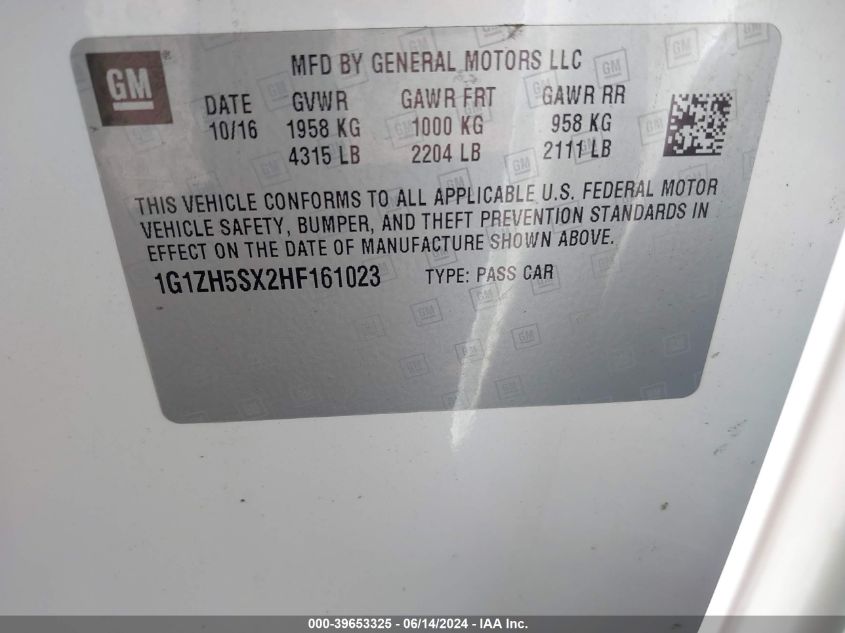 GM
MFD BY GENERAL MOTORS LLC
DATE GVWR GAWR FRT GAWR RR
10/16 1958 KG 1000 KG 958 KG
4315 LB 2204 LB 2111 LB
THIS VEHICLE CONFORMS TO ALL APPLICABLE U.S. FEDERAL MOTOR
VEHICLE SAFETY, BUMPER, AND THEFT PREVENTION STANDARDS IN
EFFECT ON THE DATE OF MANUFACTURE SHOWN ABOVE.
1G1ZH5SX2HF161023 TYPE: PASS CAR
000-39653325 - 06/14/2024 - IAA Inc.